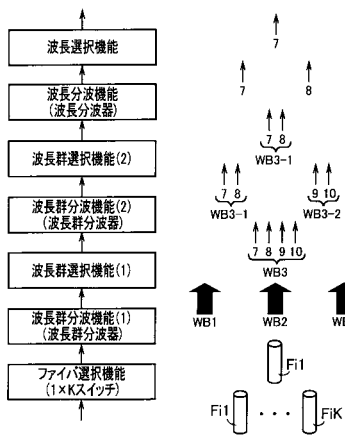 波長選択機能
7
波長分波機能
(波長分波器)
7 8
波長群選択機能(2)
7 8
WB3-1
波長群分波機能(2)
(波長群分波器)
7 8 9 10
WB3-1 WB3-2
波長群選択機能(1)
7 8 9 10
WB3
波長群分波機能(1)
(波長群分波器)
WB1 WB2
ファイバ選択機能
(1×Kスイッチ)
Fi1
Fi1 ··· FiK